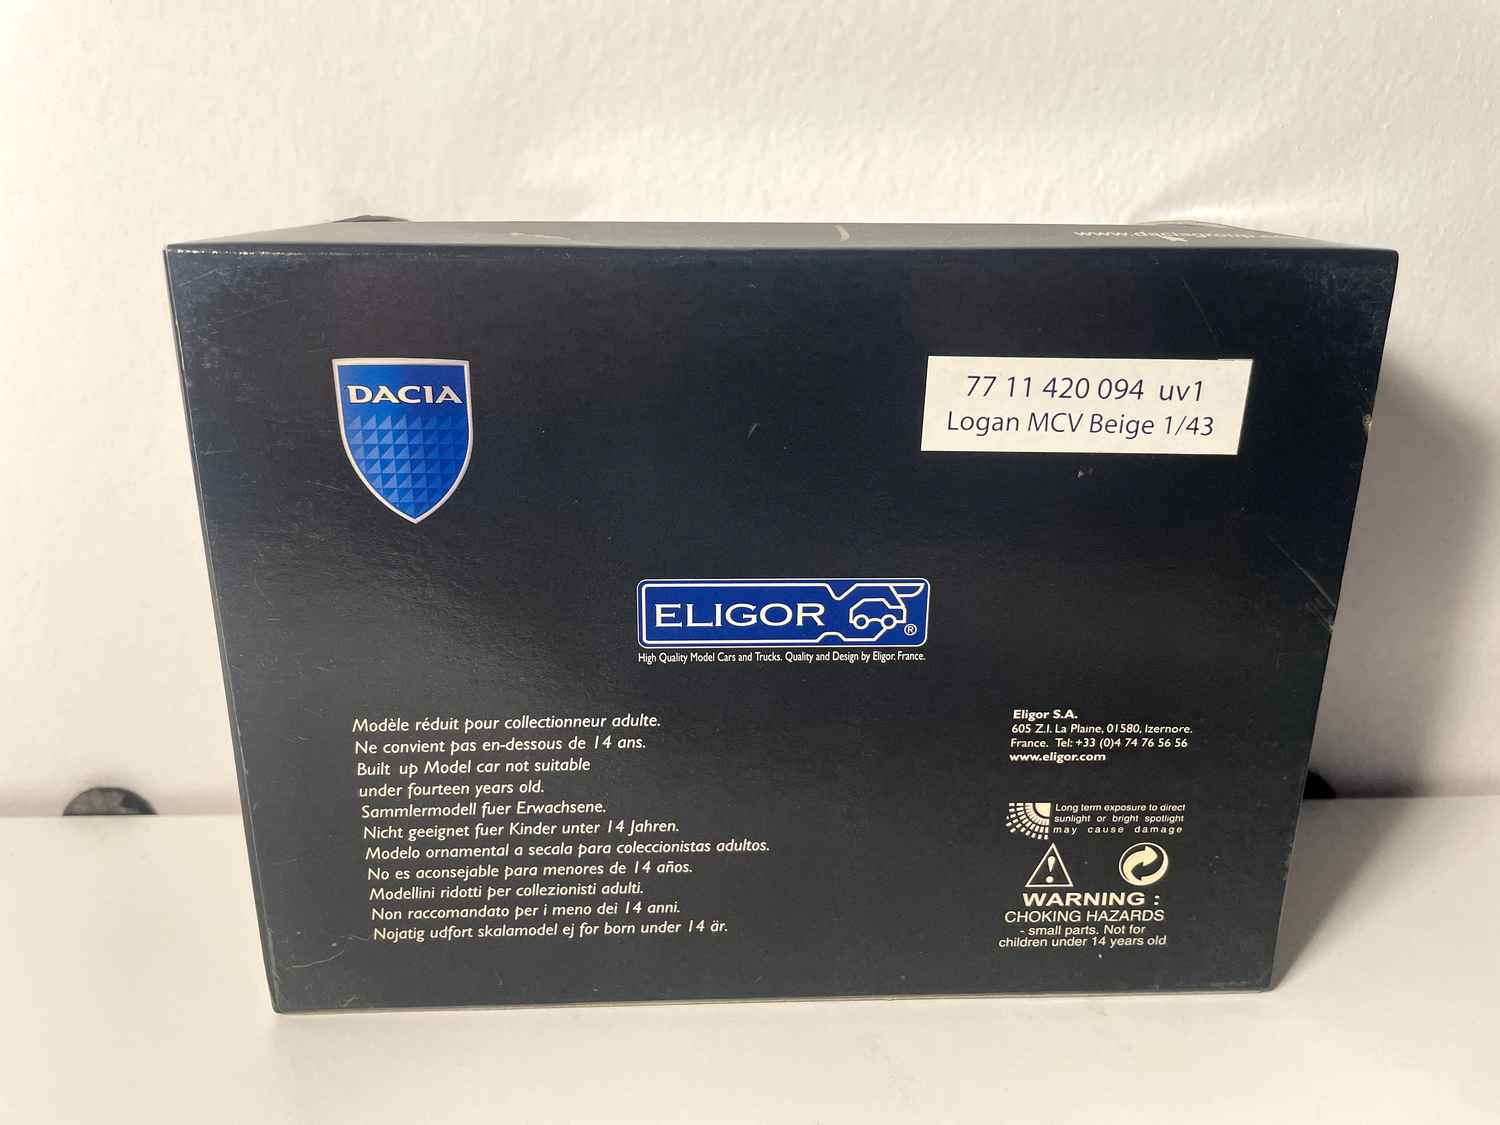 DACIA
77 11 420 094 uv1
Logan MCV Beige 1/43
ELIGOR ®
High Quality Model Cars and Trucks. Quality and Design by Eligor. France.
Modèle réduit pour collectionneur adulte.
Ne convient pas en-dessous de 14 ans.
Built up Model car not suitable
under fourteen years old.
Sammlermodell fuer Erwachsene.
Nicht geeignet fuer Kinder unter 14 Jahren.
Modelo ornamental a secala para coleccionistas adultos.
No es aconsejable para menores de 14 años.
Modellini ridotti per collezionisti adulti.
Non raccomandato per i meno dei 14 anni.
Nojatig udfort skalamodel ej for born under 14 är.
Eligor S.A.
605 Z.I. La Plaine, 01580, Izernore.
France. Tel: +33 (0)4 74 76 56 56
www.eligor.com
Long term exposure to direct
sunlight or bright spotlight
may cause damage
WARNING :
CHOKING HAZARDS
- small parts. Not for
children under 14 years old